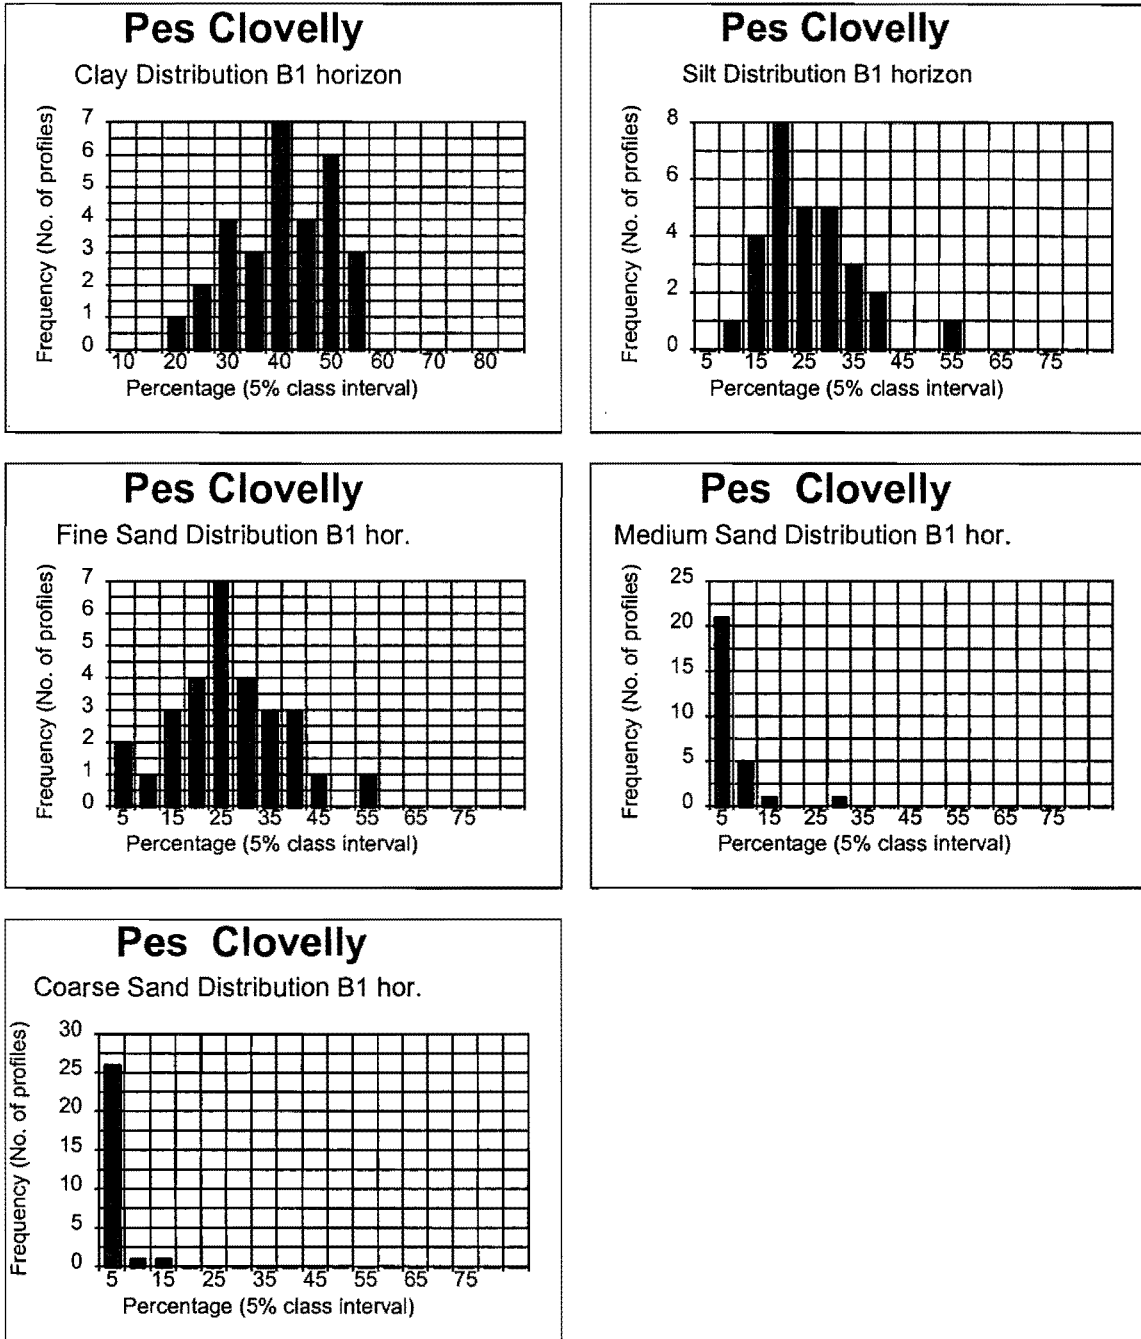 Pes Clovelly
Clay Distribution B1 horizon
Frequency (No. of profiles)
7
6
5
4
3
2
1
0
10 20 30 40 50 60 70 80
Percentage (5% class interval)
Pes Clovelly
Silt Distribution B1 horizon
Frequency (No. of profiles)
8
6
4
2
0
5 15 25 35 45 55 65 75
Percentage (5% class interval)
Pes Clovelly
Fine Sand Distribution B1 hor.
Frequency (No. of profiles)
7
6
5
4
3
2
1
0
5 15 25 35 45 55 65 75
Percentage (5% class interval)
Pes Clovelly
Medium Sand Distribution B1 hor.
Frequency (No. of profiles)
25
20
15
10
5
0
5 15 25 35 45 55 65 75
Percentage (5% class interval)
Pes Clovelly
Coarse Sand Distribution B1 hor.
Frequency (No. of profiles)
30
25
20
15
10
5
0
5 15 25 35 45 55 65 75
Percentage (5% class interval)